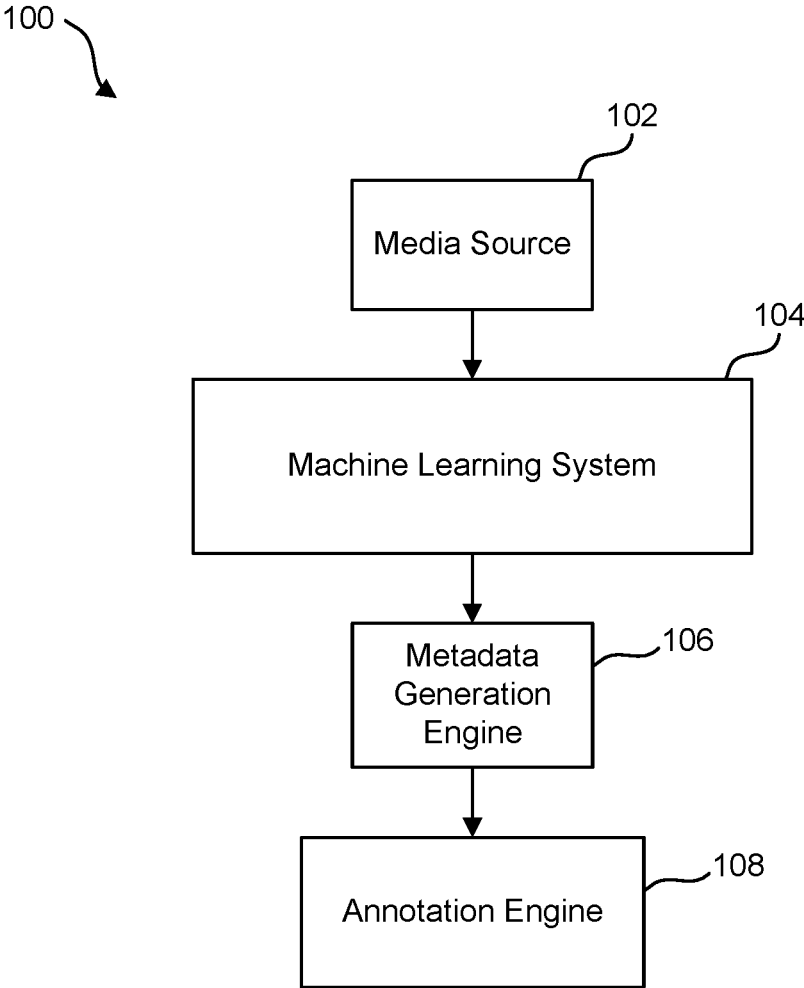 100
102
Media Source
104
Machine Learning System
Metadata
Generation
Engine
106
Annotation Engine
108